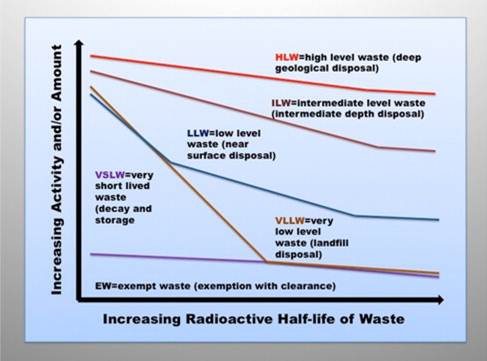 Increasing Activity and/or Amount
HLW=high level waste (deep
geological disposal)
ILW=intermediate level waste
(intermediate depth disposal)
LLW=low level
waste (near
surface disposal)
VSLW=very
short lived
waste
(decay and
storage
VLLW=very
low level
waste (landfill
disposal)
EW=exempt waste (exemption with clearance)
Increasing Radioactive Half-life of Waste